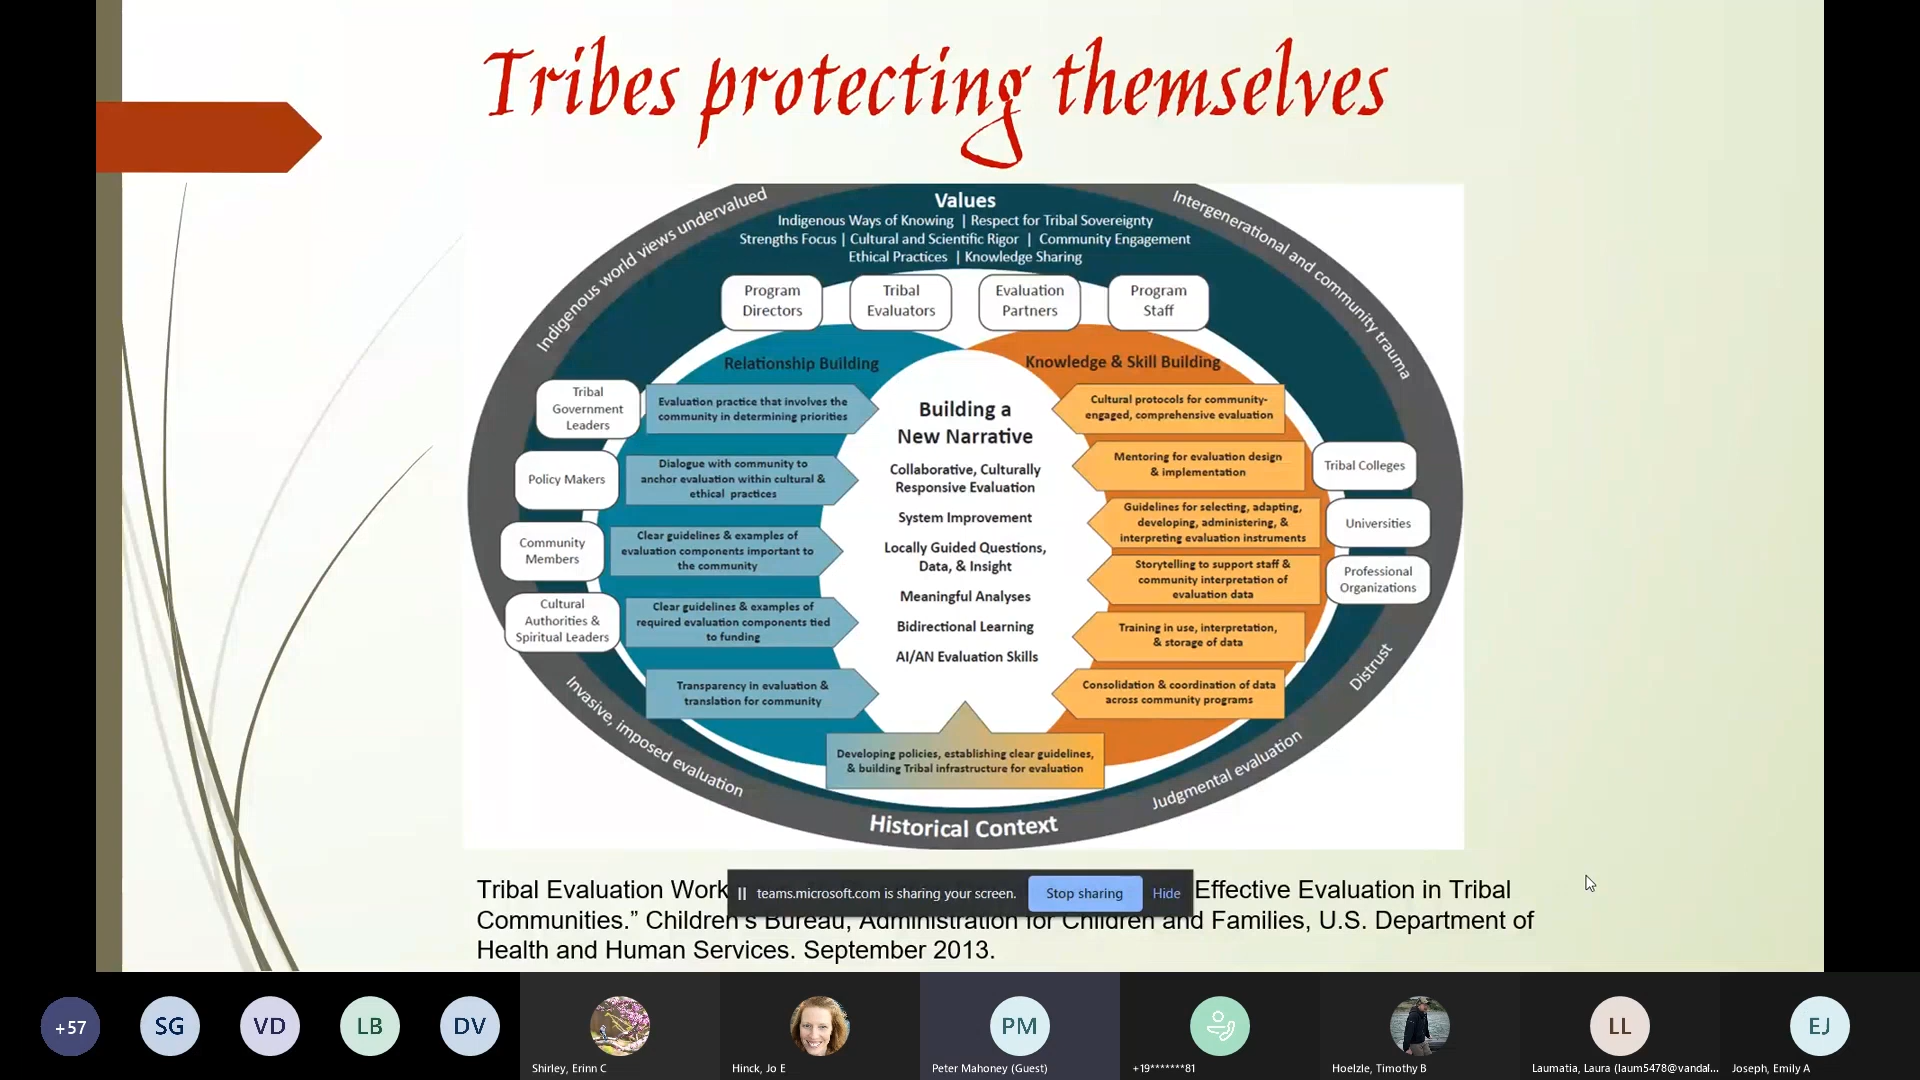 Tribes protecting themselves
Indigenous world views undervalued
Intergenerational and community trauma
Values
Indigenous Ways of Knowing | Respect for Tribal Sovereignty
Strengths Focus | Cultural and Scientific Rigor | Community Engagement
Ethical Practices | Knowledge Sharing
Program
Directors
Tribal
Evaluators
Evaluation
Partners
Program
Staff
Relationship Building
Knowledge & Skill Building
Tribal
Government
Leaders
Policy Makers
Community
Members
Cultural
Authorities &
Spiritual Leaders
Evaluation practice that involves the
community in determining priorities
Dialogue with community to
anchor evaluation within cultural &
ethical practices
Clear guidelines & examples of
evaluation components important to
the community
Clear guidelines & examples of
required evaluation components tied
to funding
Transparency in evaluation &
translation for community
Building a
New Narrative
Collaborative, Culturally
Responsive Evaluation
System Improvement
Locally Guided Questions,
Data, & Insight
Meaningful Analyses
Bidirectional Learning
AI/AN Evaluation Skills
Cultural protocols for community-
engaged, comprehensive evaluation
Mentoring for evaluation design
& implementation
Guidelines for selecting, adapting,
developing, administering, &
interpreting evaluation instruments
Storytelling to support staff &
community interpretation of
evaluation data
Training in use, interpretation,
& storage of data
Consolidation & coordination of data
across community programs
Tribal Colleges
Universities
Professional
Organizations
Developing policies, establishing clear guidelines,
& building Tribal infrastructure for evaluation
Invasive, imposed evaluation
Historical Context
Judgmental evaluation
Distrust
Tribal Evaluation Work Effective Evaluation in Tribal
Communities.” Children's Bureau, Administration for Children and Families, U.S. Department of
Health and Human Services. September 2013.
teams.microsoft.com is sharing your screen.
Stop sharing
Hide
+57
SG
VD
LB
DV
Shirley, Erinn C
Hinck, Jo E
PM
Peter Mahoney (Guest)
+19*******81
Hoelzle, Timothy B
LL
Laumatia, Laura (laum5478@vandal...
EJ
Joseph, Emily A